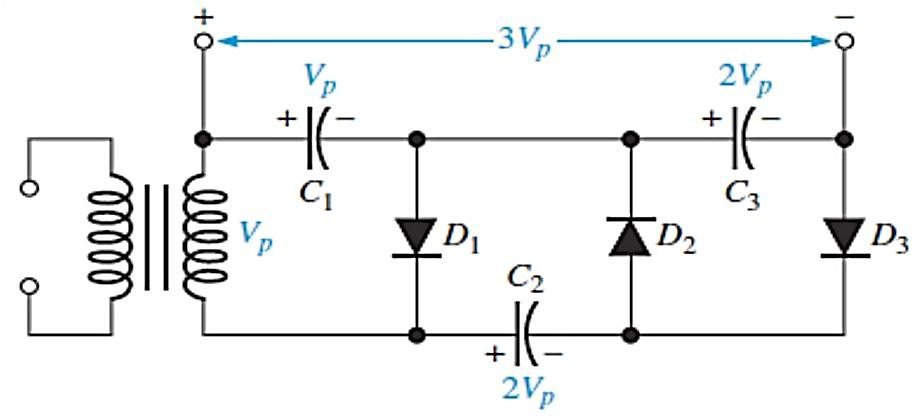 + −
3Vp
Vp 2Vp
+ − + −
C1 C3
Vp D1 D2 D3
C2
+ −
2Vp